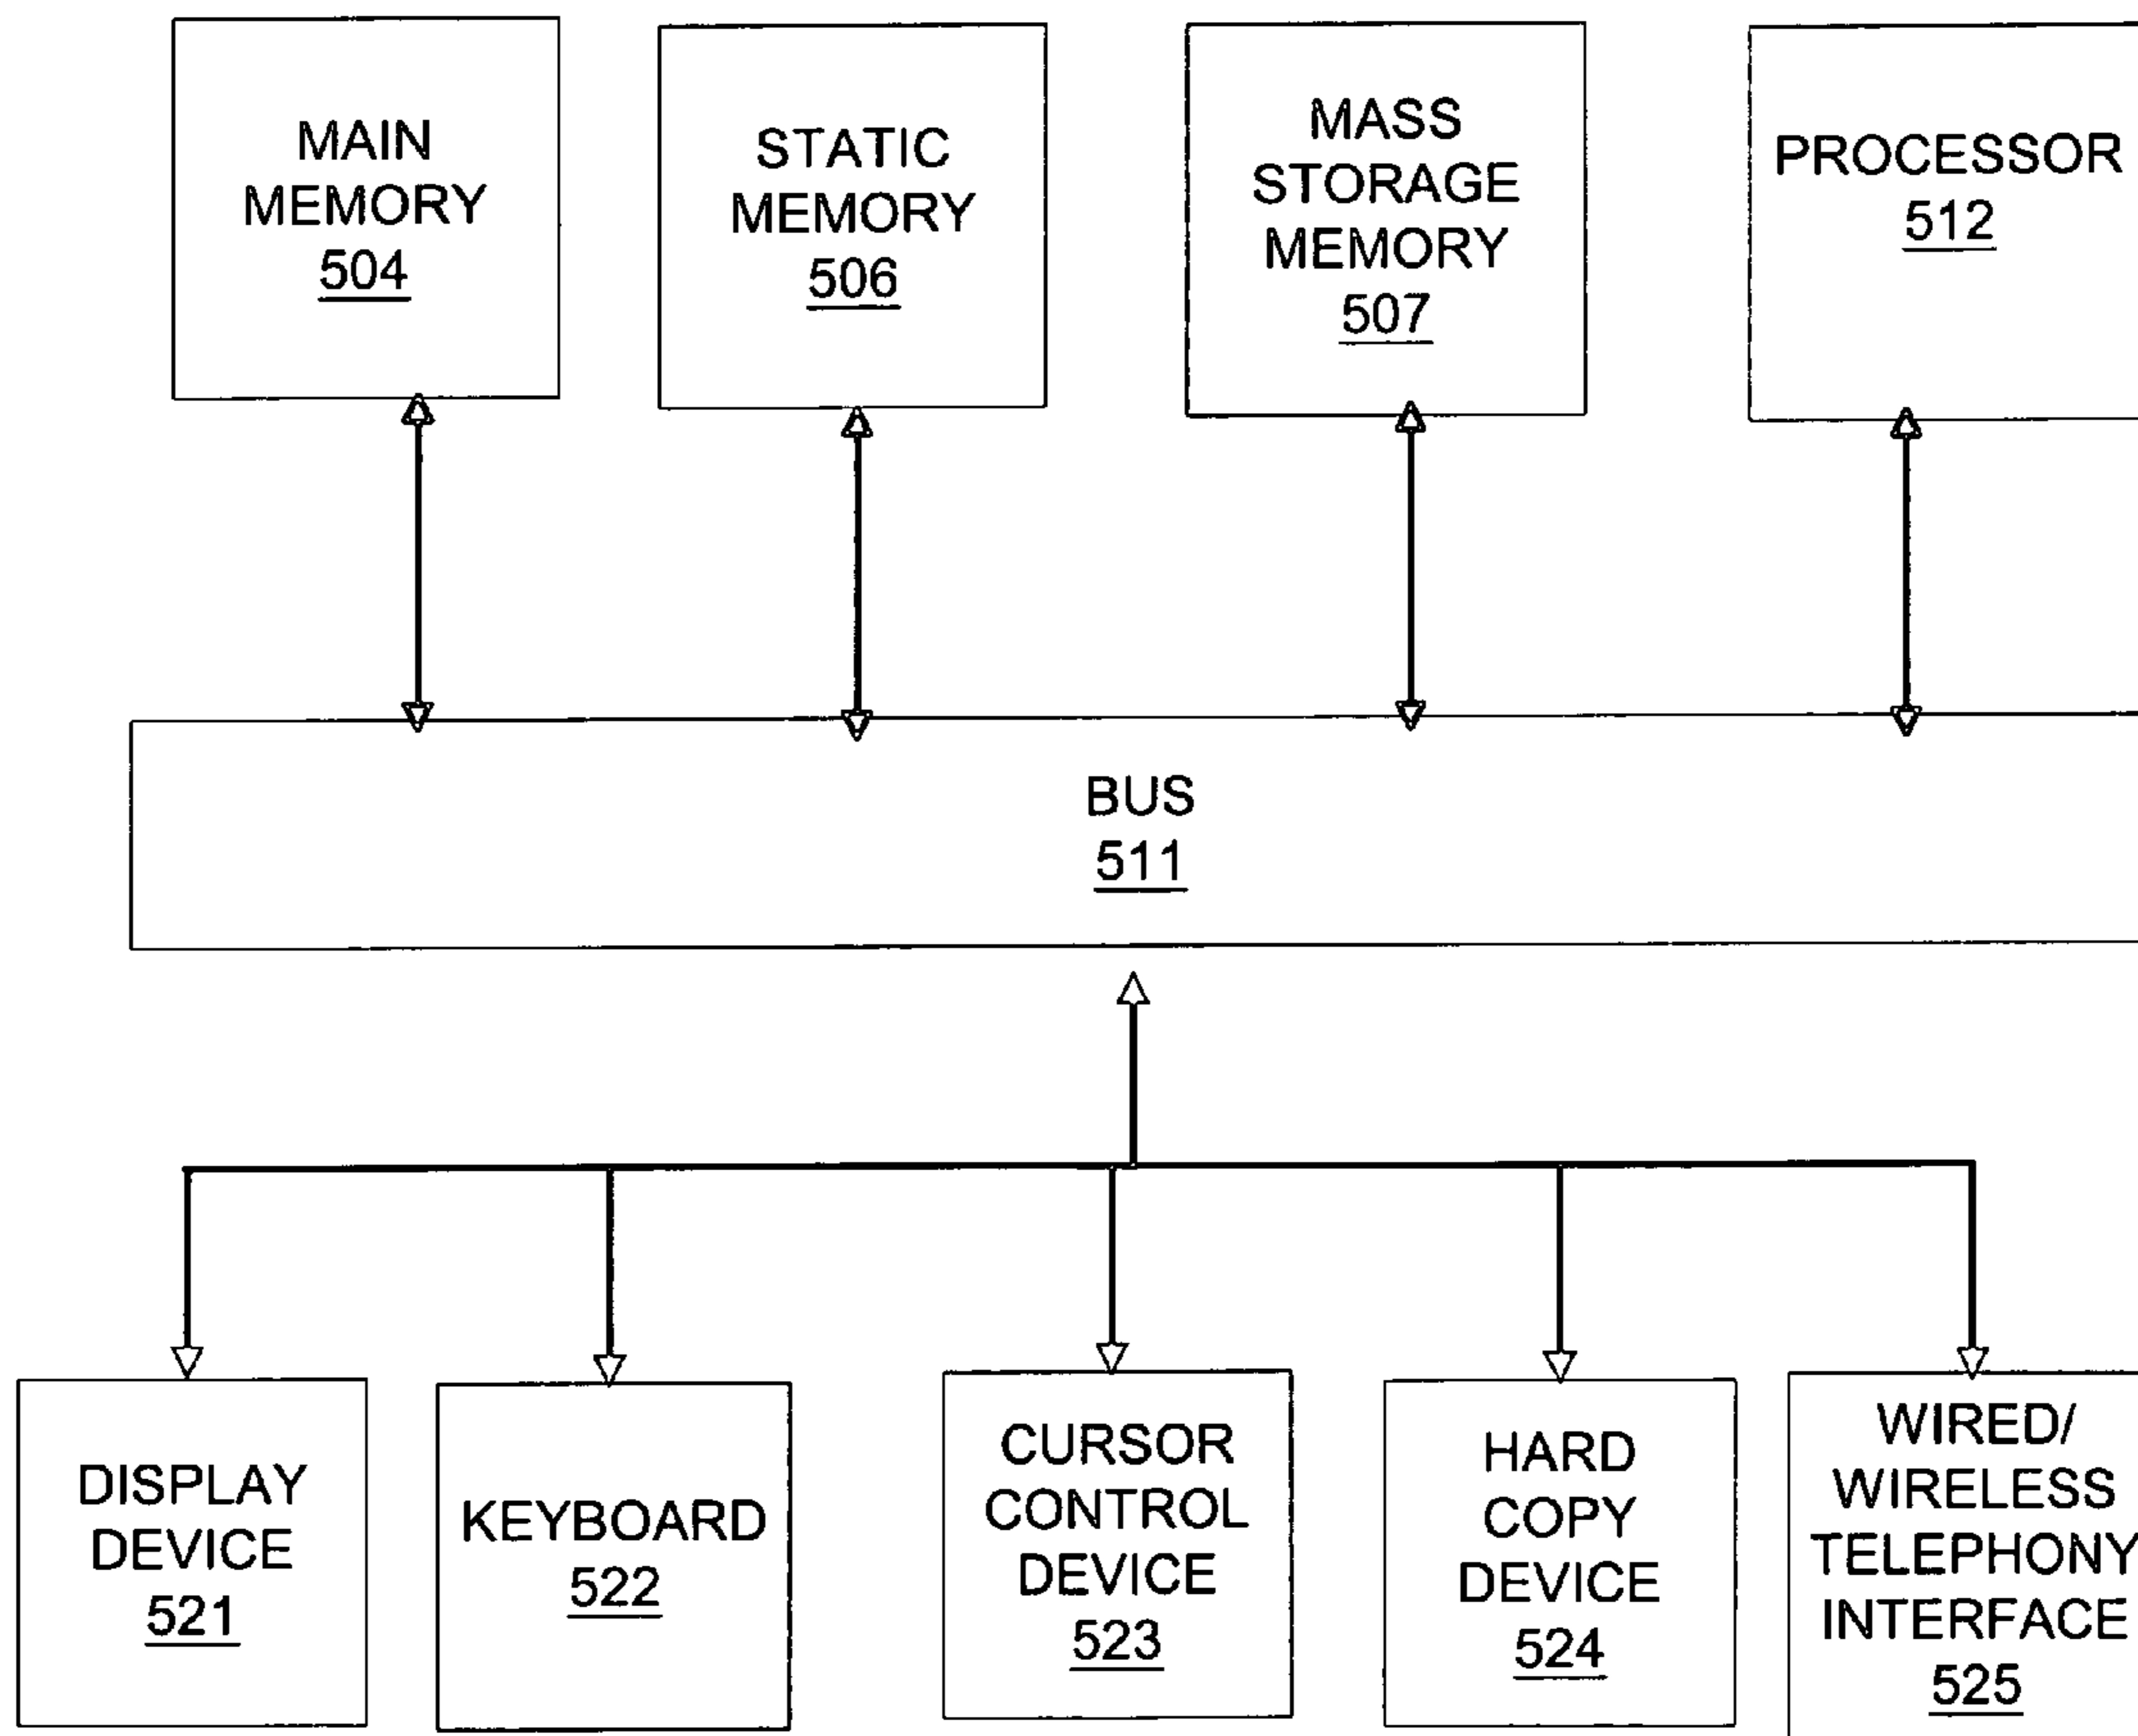 MAIN
MEMORY
504
STATIC
MEMORY
506
MASS
STORAGE
MEMORY
507
PROCESSOR
512
BUS
511
DISPLAY
DEVICE
521
KEYBOARD
522
CURSOR
CONTROL
DEVICE
523
HARD
COPY
DEVICE
524
WIRED/
WIRELESS
TELEPHONY
INTERFACE
525